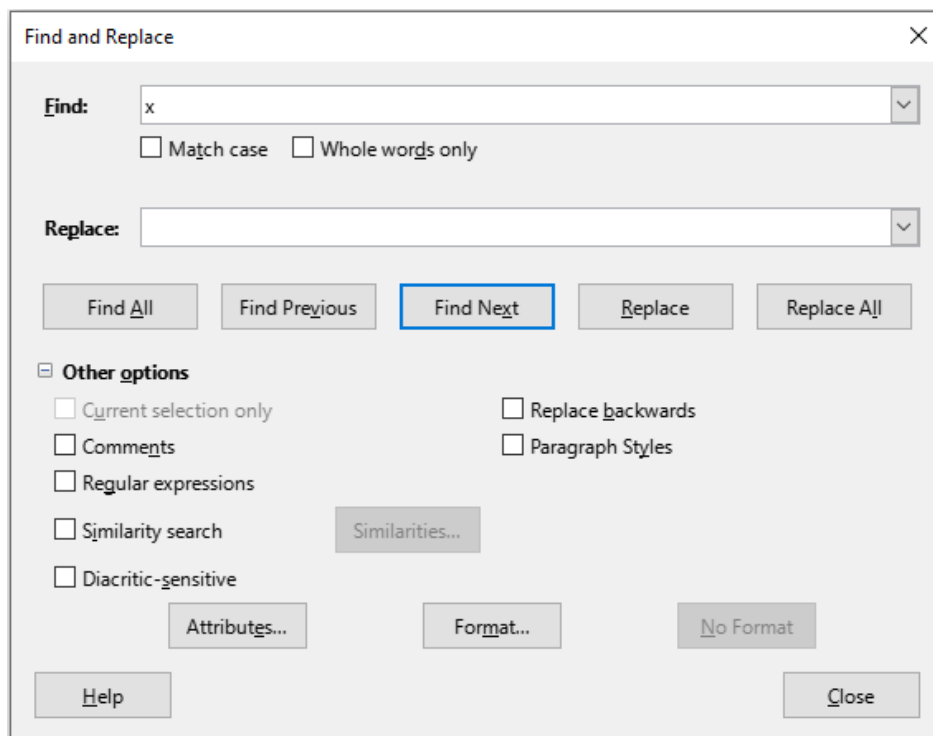 Find and Replace
Find: x
Match case Whole words only
Replace:
Find All Find Previous Find Next Replace Replace All
Other options
Current selection only Replace backwards
Comments Paragraph Styles
Regular expressions
Similarity search Similarities...
Diacritic-sensitive
Attributes... Format... No Format
Help Close